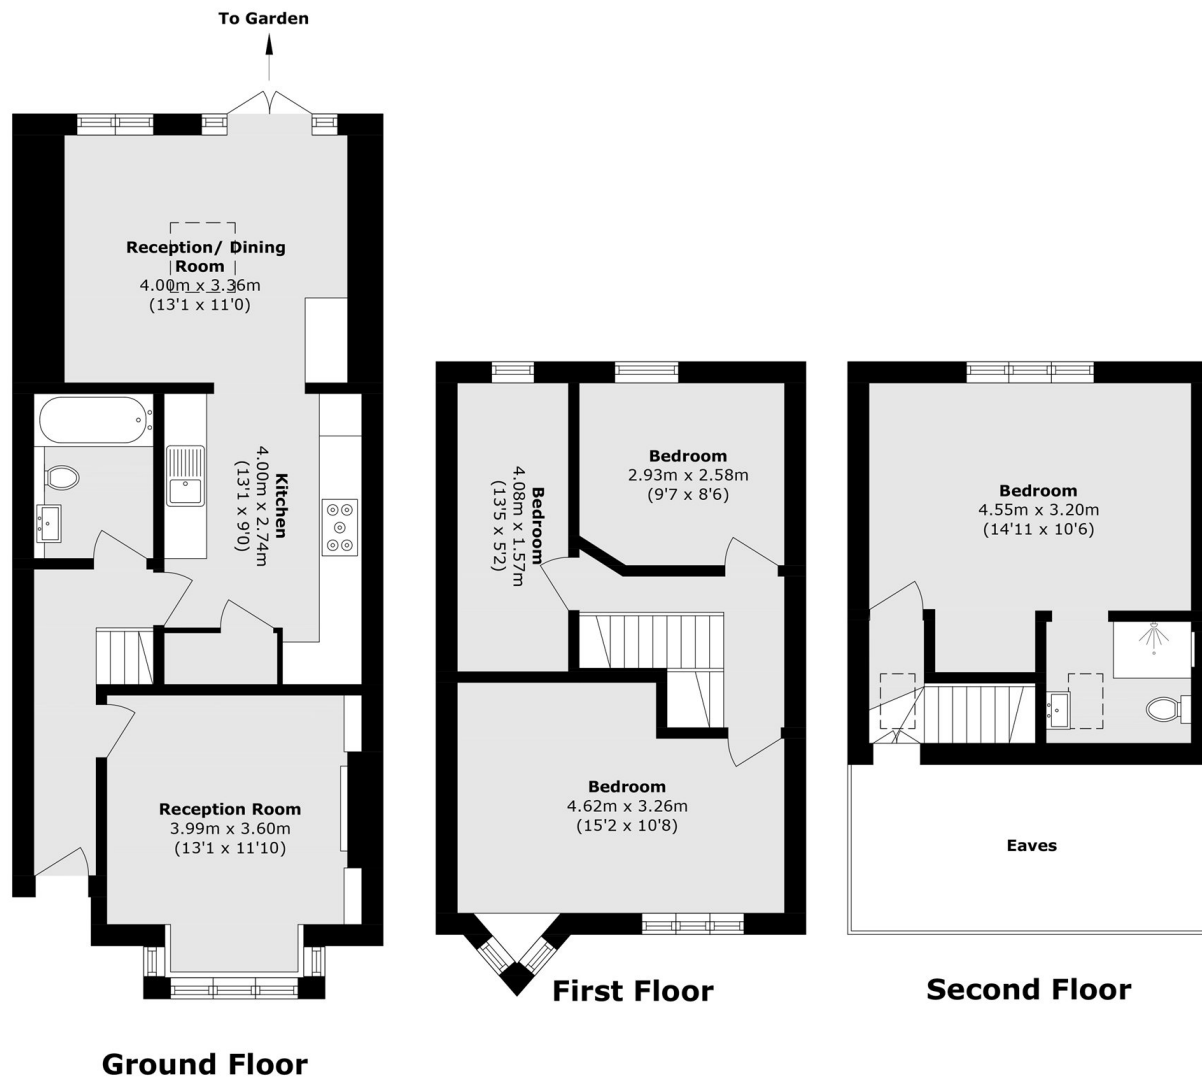 To Garden
Reception/ Dining
Room
4.00m x 3.36m
(13'1 x 11'0)
Kitchen
4.00m x 2.74m
(13'1 x 9'0)
Reception Room
3.99m x 3.60m
(13'1 x 11'10)
Ground Floor
Bedroom
4.08m x 1.57m
(13'5 x 5'2)
Bedroom
2.93m x 2.58m
(9'7 x 8'6)
Bedroom
4.62m x 3.26m
(15'2 x 10'8)
First Floor
Bedroom
4.55m x 3.20m
(14'11 x 10'6)
Eaves
Second Floor